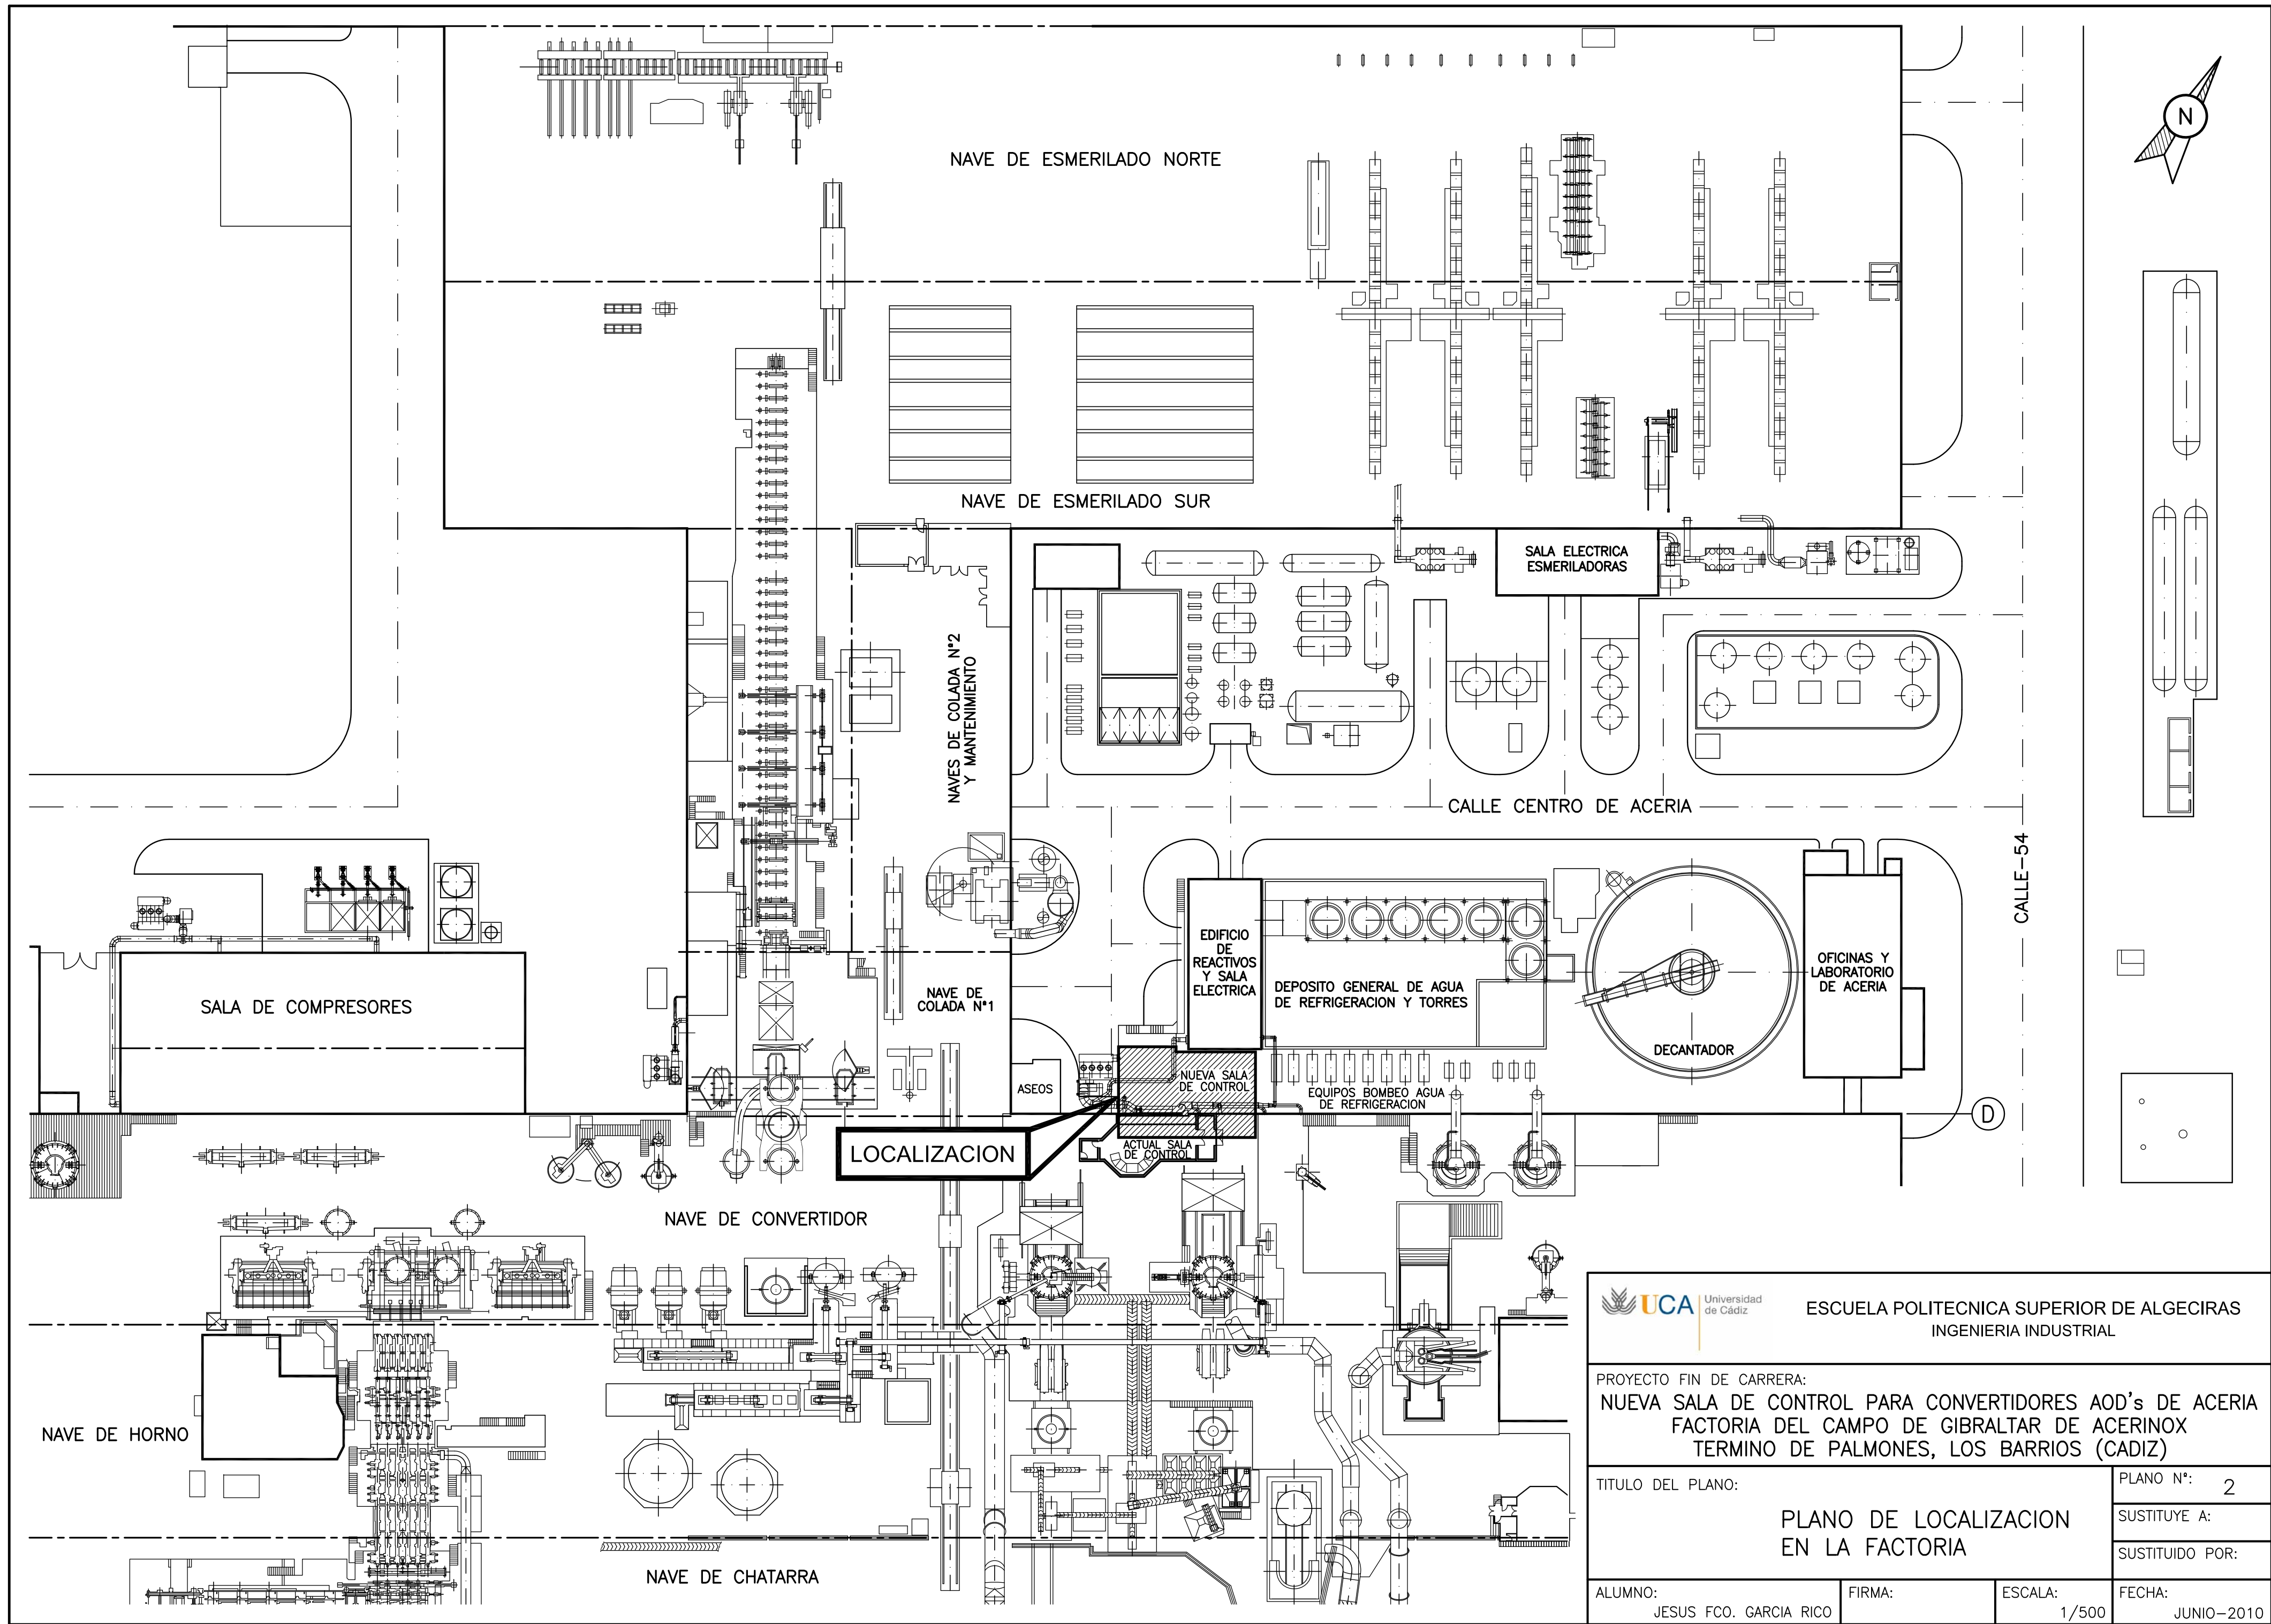 N
NAVE DE ESMERILADO NORTE
NAVE DE ESMERILADO SUR
SALA ELECTRICA
ESMERILADORAS
NAVES DE COLADA Nº2
Y MANTENIMIENTO
CALLE CENTRO DE ACERIA
CALLE-54
SALA DE COMPRESORES
NAVE DE
COLADA Nº1
EDIFICIO
DE
REACTIVOS
Y SALA
ELECTRICA
DEPOSITO GENERAL DE AGUA
DE REFRIGERACION Y TORRES
DECANTADOR
OFICINAS Y
LABORATORIO
DE ACERIA
ASEOS
NUEVA SALA
DE CONTROL
EQUIPOS BOMBEO AGUA
DE REFRIGERACION
D
LOCALIZACION
ACTUAL SALA
DE CONTROL
NAVE DE CONVERTIDOR
NAVE DE HORNO
NAVE DE CHATARRA
UCA Universidad
de Cádiz
ESCUELA POLITECNICA SUPERIOR DE ALGECIRAS
INGENIERIA INDUSTRIAL
PROYECTO FIN DE CARRERA:
NUEVA SALA DE CONTROL PARA CONVERTIDORES AOD's DE ACERIA
FACTORIA DEL CAMPO DE GIBRALTAR DE ACERINOX
TERMINO DE PALMONES, LOS BARRIOS (CADIZ)
TITULO DEL PLANO:
PLANO DE LOCALIZACION
EN LA FACTORIA
PLANO Nº: 2
SUSTITUYE A:
SUSTITUIDO POR:
ALUMNO:
JESUS FCO. GARCIA RICO
FIRMA:
ESCALA:
1/500
FECHA:
JUNIO-2010